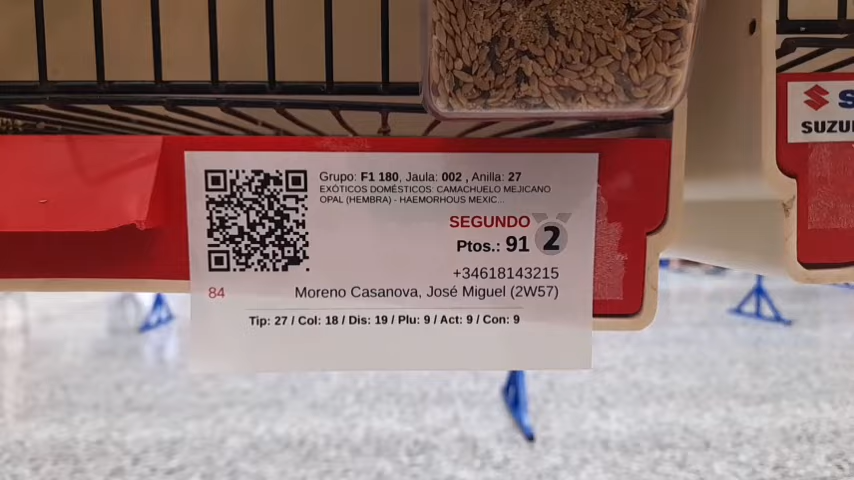 Grupo: F1 180, Jaula: 002 , Anilla: 27
EXÓTICOS DOMÉSTICOS: CAMACHUELO MEJICANO
OPAL (HEMBRA) - HAEMORHOUS MEXIC...
SEGUNDO
Ptos.: 91 2
+34618143215
84 Moreno Casanova, José Miguel (2W57)
Tip: 27 / Col: 18 / Dis: 19 / Plu: 9 / Act: 9 / Con: 9
S